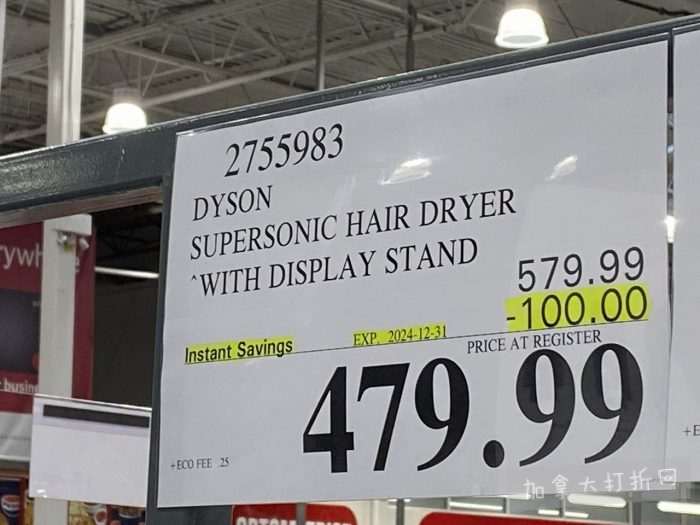 2755983
DYSON
SUPERSONIC HAIR DRYER
^WITH DISPLAY STAND
579.99
-100.00
Instant Savings EXP. 2024-12-31
PRICE AT REGISTER
479.99
+ECO FEE .25
+E
加拿大打折网